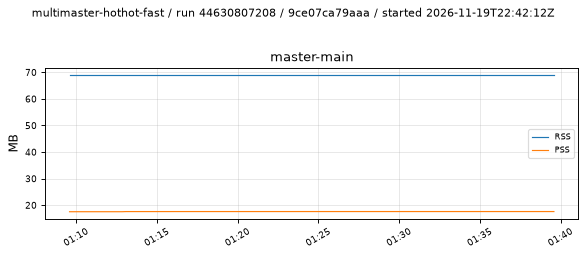 multimaster-hothot-fast / run 44630807208 / 9ce07ca79aaa / started 2026-11-19T22:42:12Z
master-main
70
60
50
40
30
20
MB
RSS
PSS
01:10
01:15
01:20
01:25
01:30
01:35
01:40